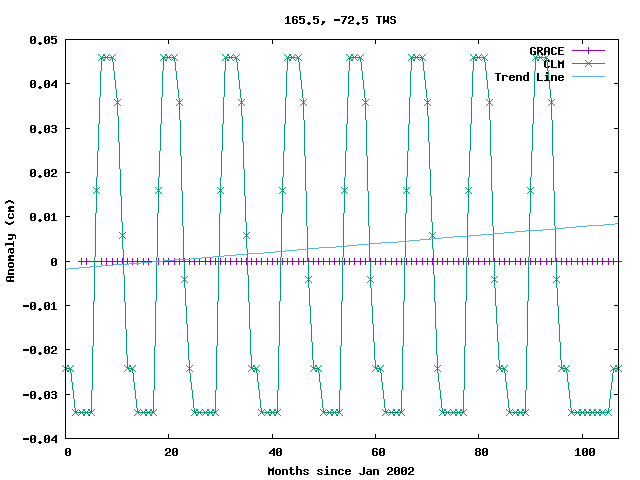 165.5, -72.5 TWS
GRACE
CLM
Trend Line
0.05
0.04
0.03
0.02
0.01
0
-0.01
-0.02
-0.03
-0.04
Anomaly (cm)
0 20 40 60 80 100
Months since Jan 2002